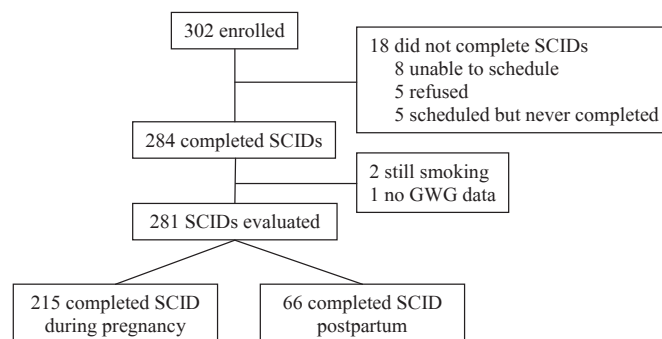 302 enrolled
18 did not complete SCIDs
8 unable to schedule
5 refused
5 scheduled but never completed
284 completed SCIDs
2 still smoking
1 no GWG data
281 SCIDs evaluated
215 completed SCID
during pregnancy
66 completed SCID
postpartum